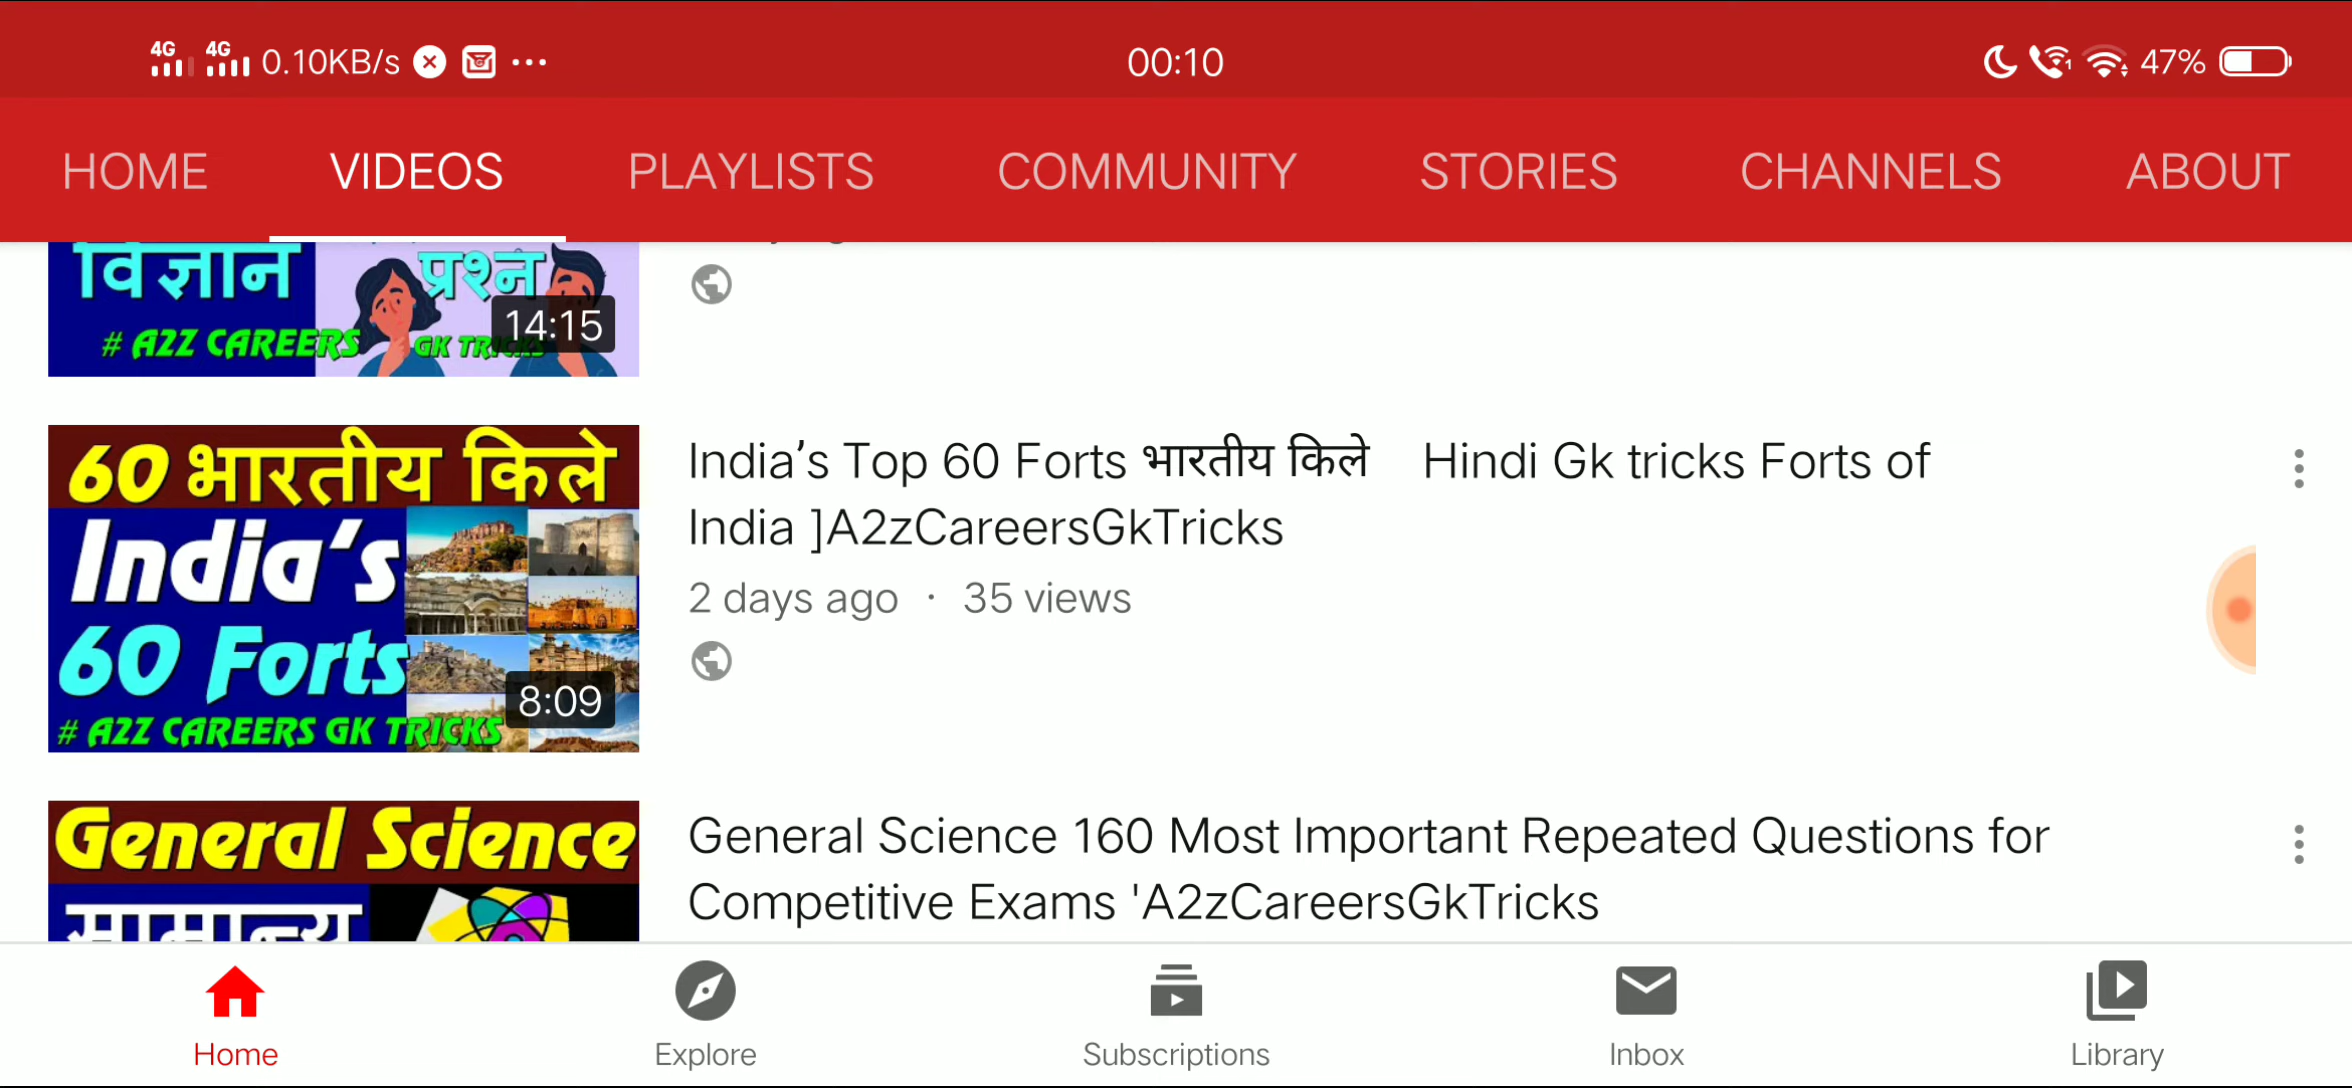 4G 4G 0.10KB/s 00:10 47%
HOME VIDEOS PLAYLISTS COMMUNITY STORIES CHANNELS ABOUT
विज्ञान प्रश्न
14:15
# A2Z CAREERS GK TRICKS
60 भारतीय किले
India's
60 Forts
8:09
# A2Z CAREERS GK TRICKS
India’s Top 60 Forts भारतीय किले Hindi Gk tricks Forts of
India ]A2zCareersGkTricks
2 days ago · 35 views
General Science
सामान्य
General Science 160 Most Important Repeated Questions for
Competitive Exams 'A2zCareersGkTricks
Home Explore Subscriptions Inbox Library